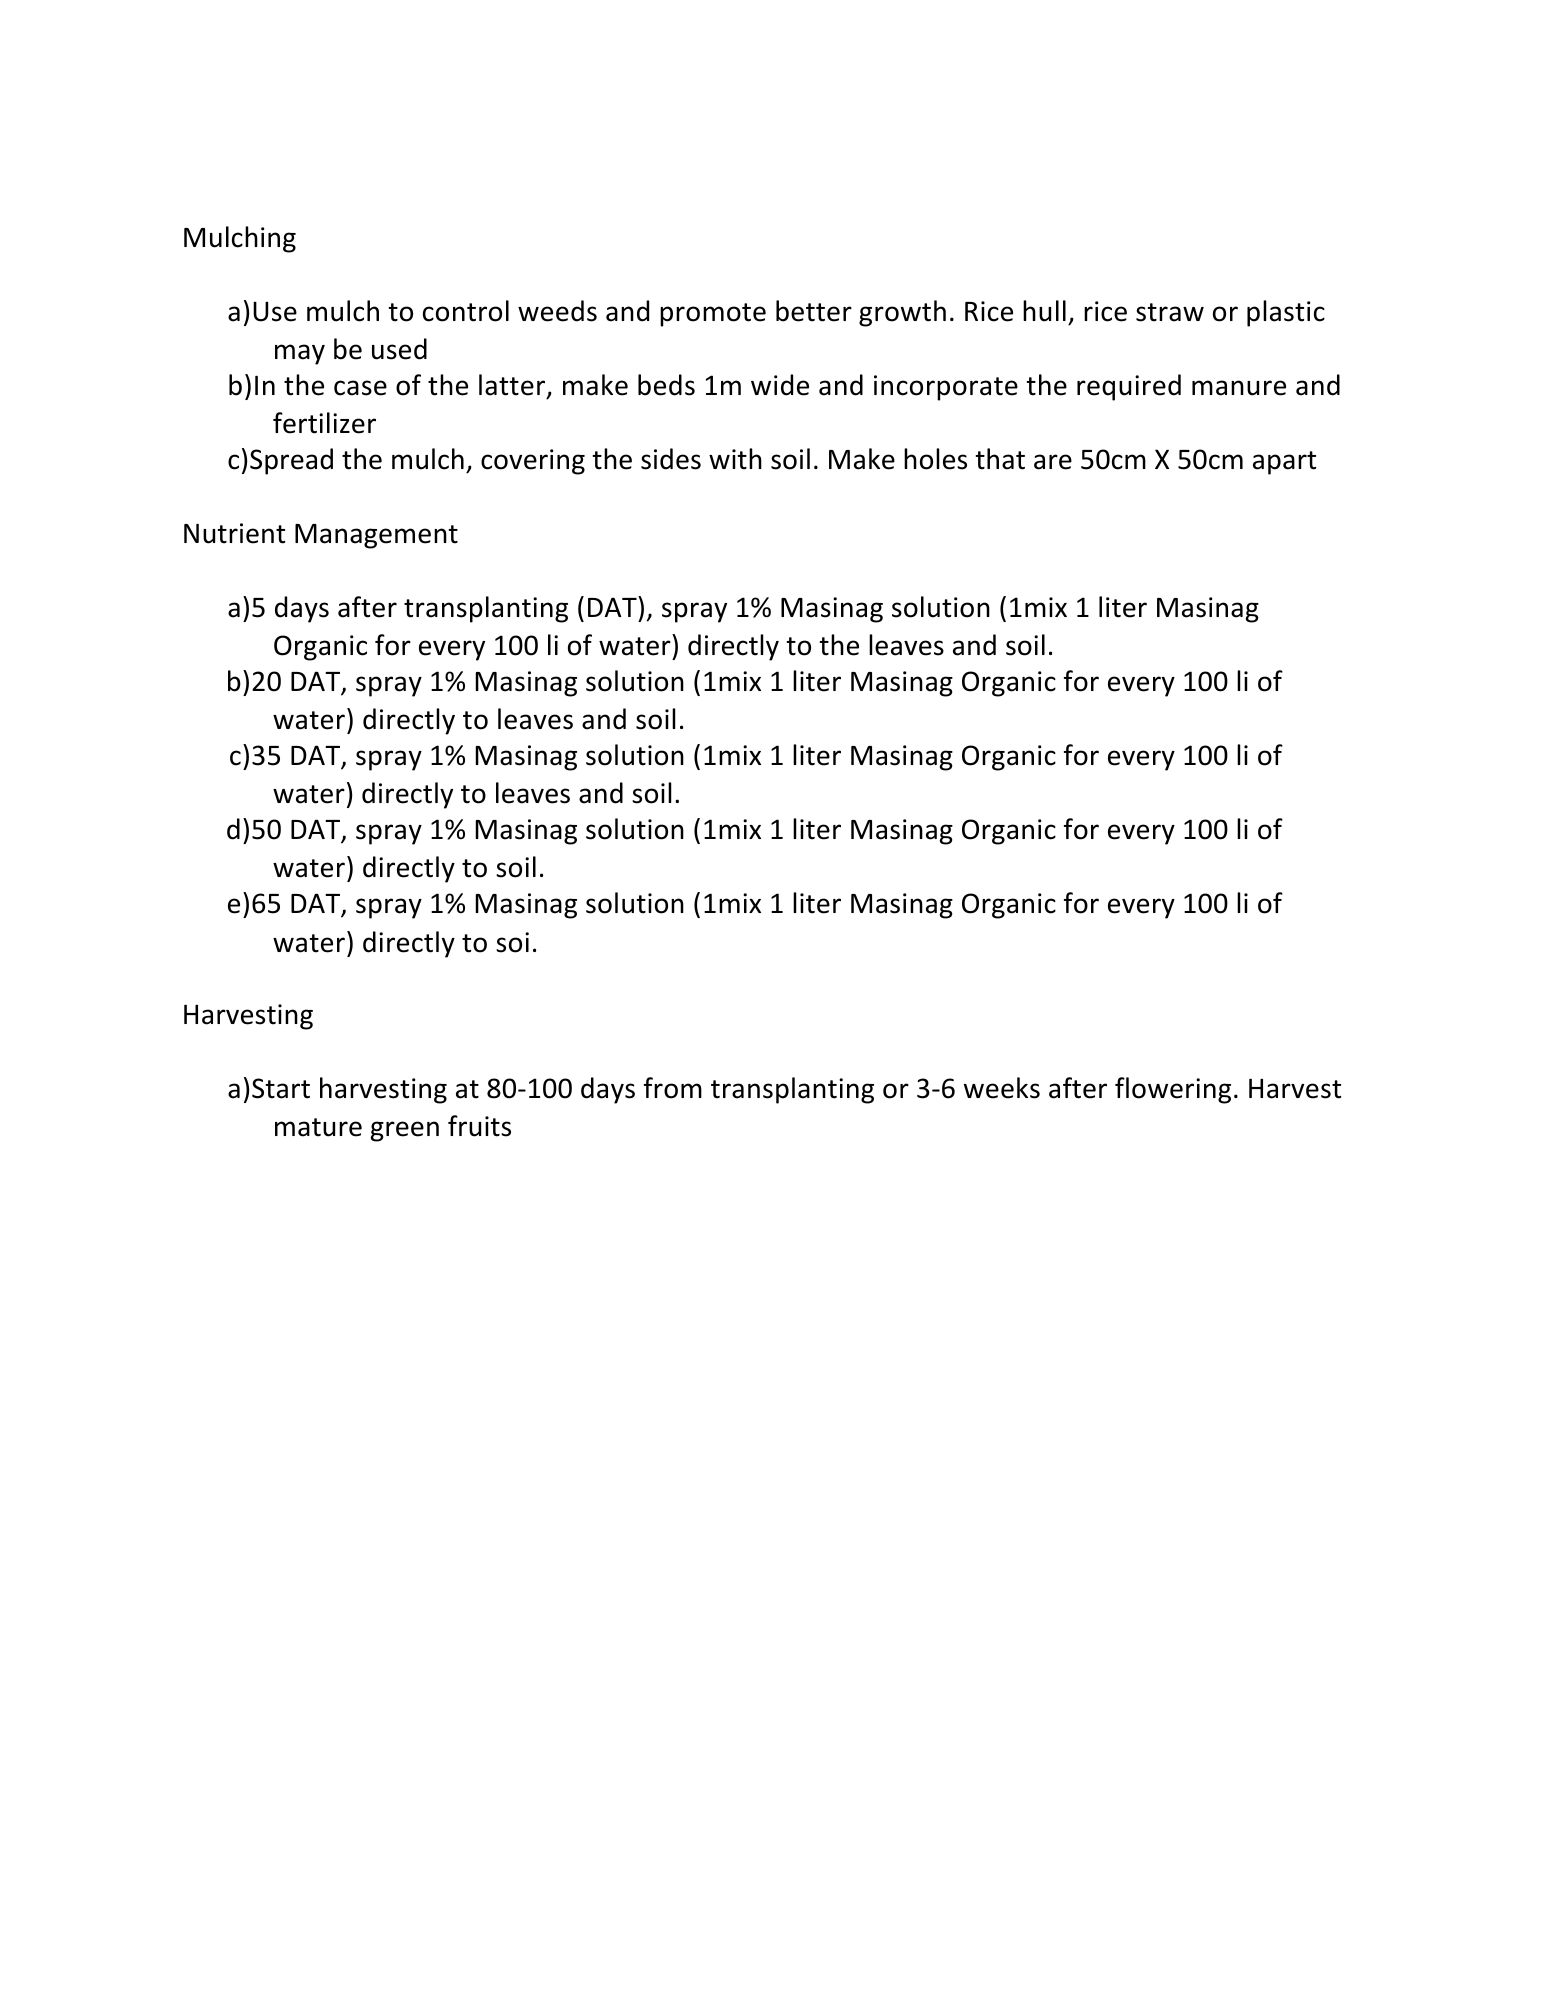 Mulching
a)Use mulch to control weeds and promote better growth. Rice hull, rice straw or plastic
may be used
b)In the case of the latter, make beds 1m wide and incorporate the required manure and
fertilizer
c)Spread the mulch, covering the sides with soil. Make holes that are 50cm X 50cm apart
Nutrient Management
a)5 days after transplanting (DAT), spray 1% Masinag solution (1mix 1 liter Masinag
Organic for every 100 li of water) directly to the leaves and soil.
b)20 DAT, spray 1% Masinag solution (1mix 1 liter Masinag Organic for every 100 li of
water) directly to leaves and soil.
c)35 DAT, spray 1% Masinag solution (1mix 1 liter Masinag Organic for every 100 li of
water) directly to leaves and soil.
d)50 DAT, spray 1% Masinag solution (1mix 1 liter Masinag Organic for every 100 li of
water) directly to soil.
e)65 DAT, spray 1% Masinag solution (1mix 1 liter Masinag Organic for every 100 li of
water) directly to soi.
Harvesting
a)Start harvesting at 80-100 days from transplanting or 3-6 weeks after flowering. Harvest
mature green fruits